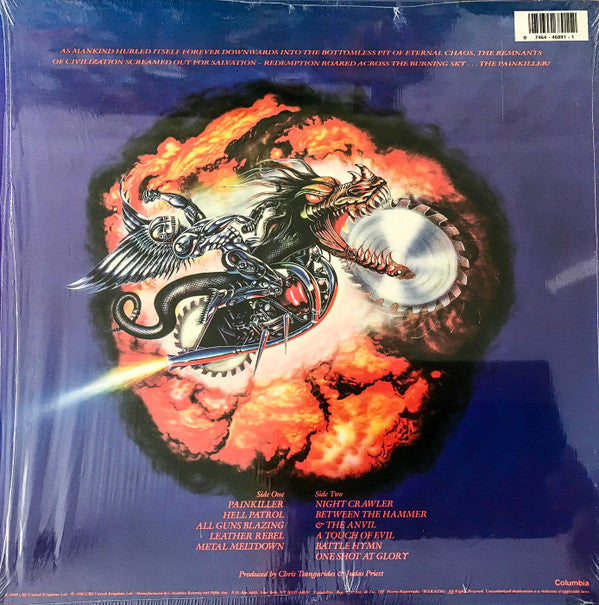 0 7464-46891-1
AS MANKIND HURLED ITSELF FOREVER DOWNWARDS INTO THE BOTTOMLESS PIT OF ETERNAL CHAOS, THE REMNANTS
OF CIVILIZATION SCREAMED OUT FOR SALVATION - REDEMPTION ROARED ACROSS THE BURNING SKY . . . THE PAINKILLER!
Side One
PAINKILLER
HELL PATROL
ALL GUNS BLAZING
LEATHER REBEL
METAL MELTDOWN
Side Two
NIGHT CRAWLER
BETWEEN THE HAMMER
& THE ANVIL
A TOUCH OF EVIL
BATTLE HYMN
ONE SHOT AT GLORY
Produced by Chris Tsangarides & Judas Priest
Columbia